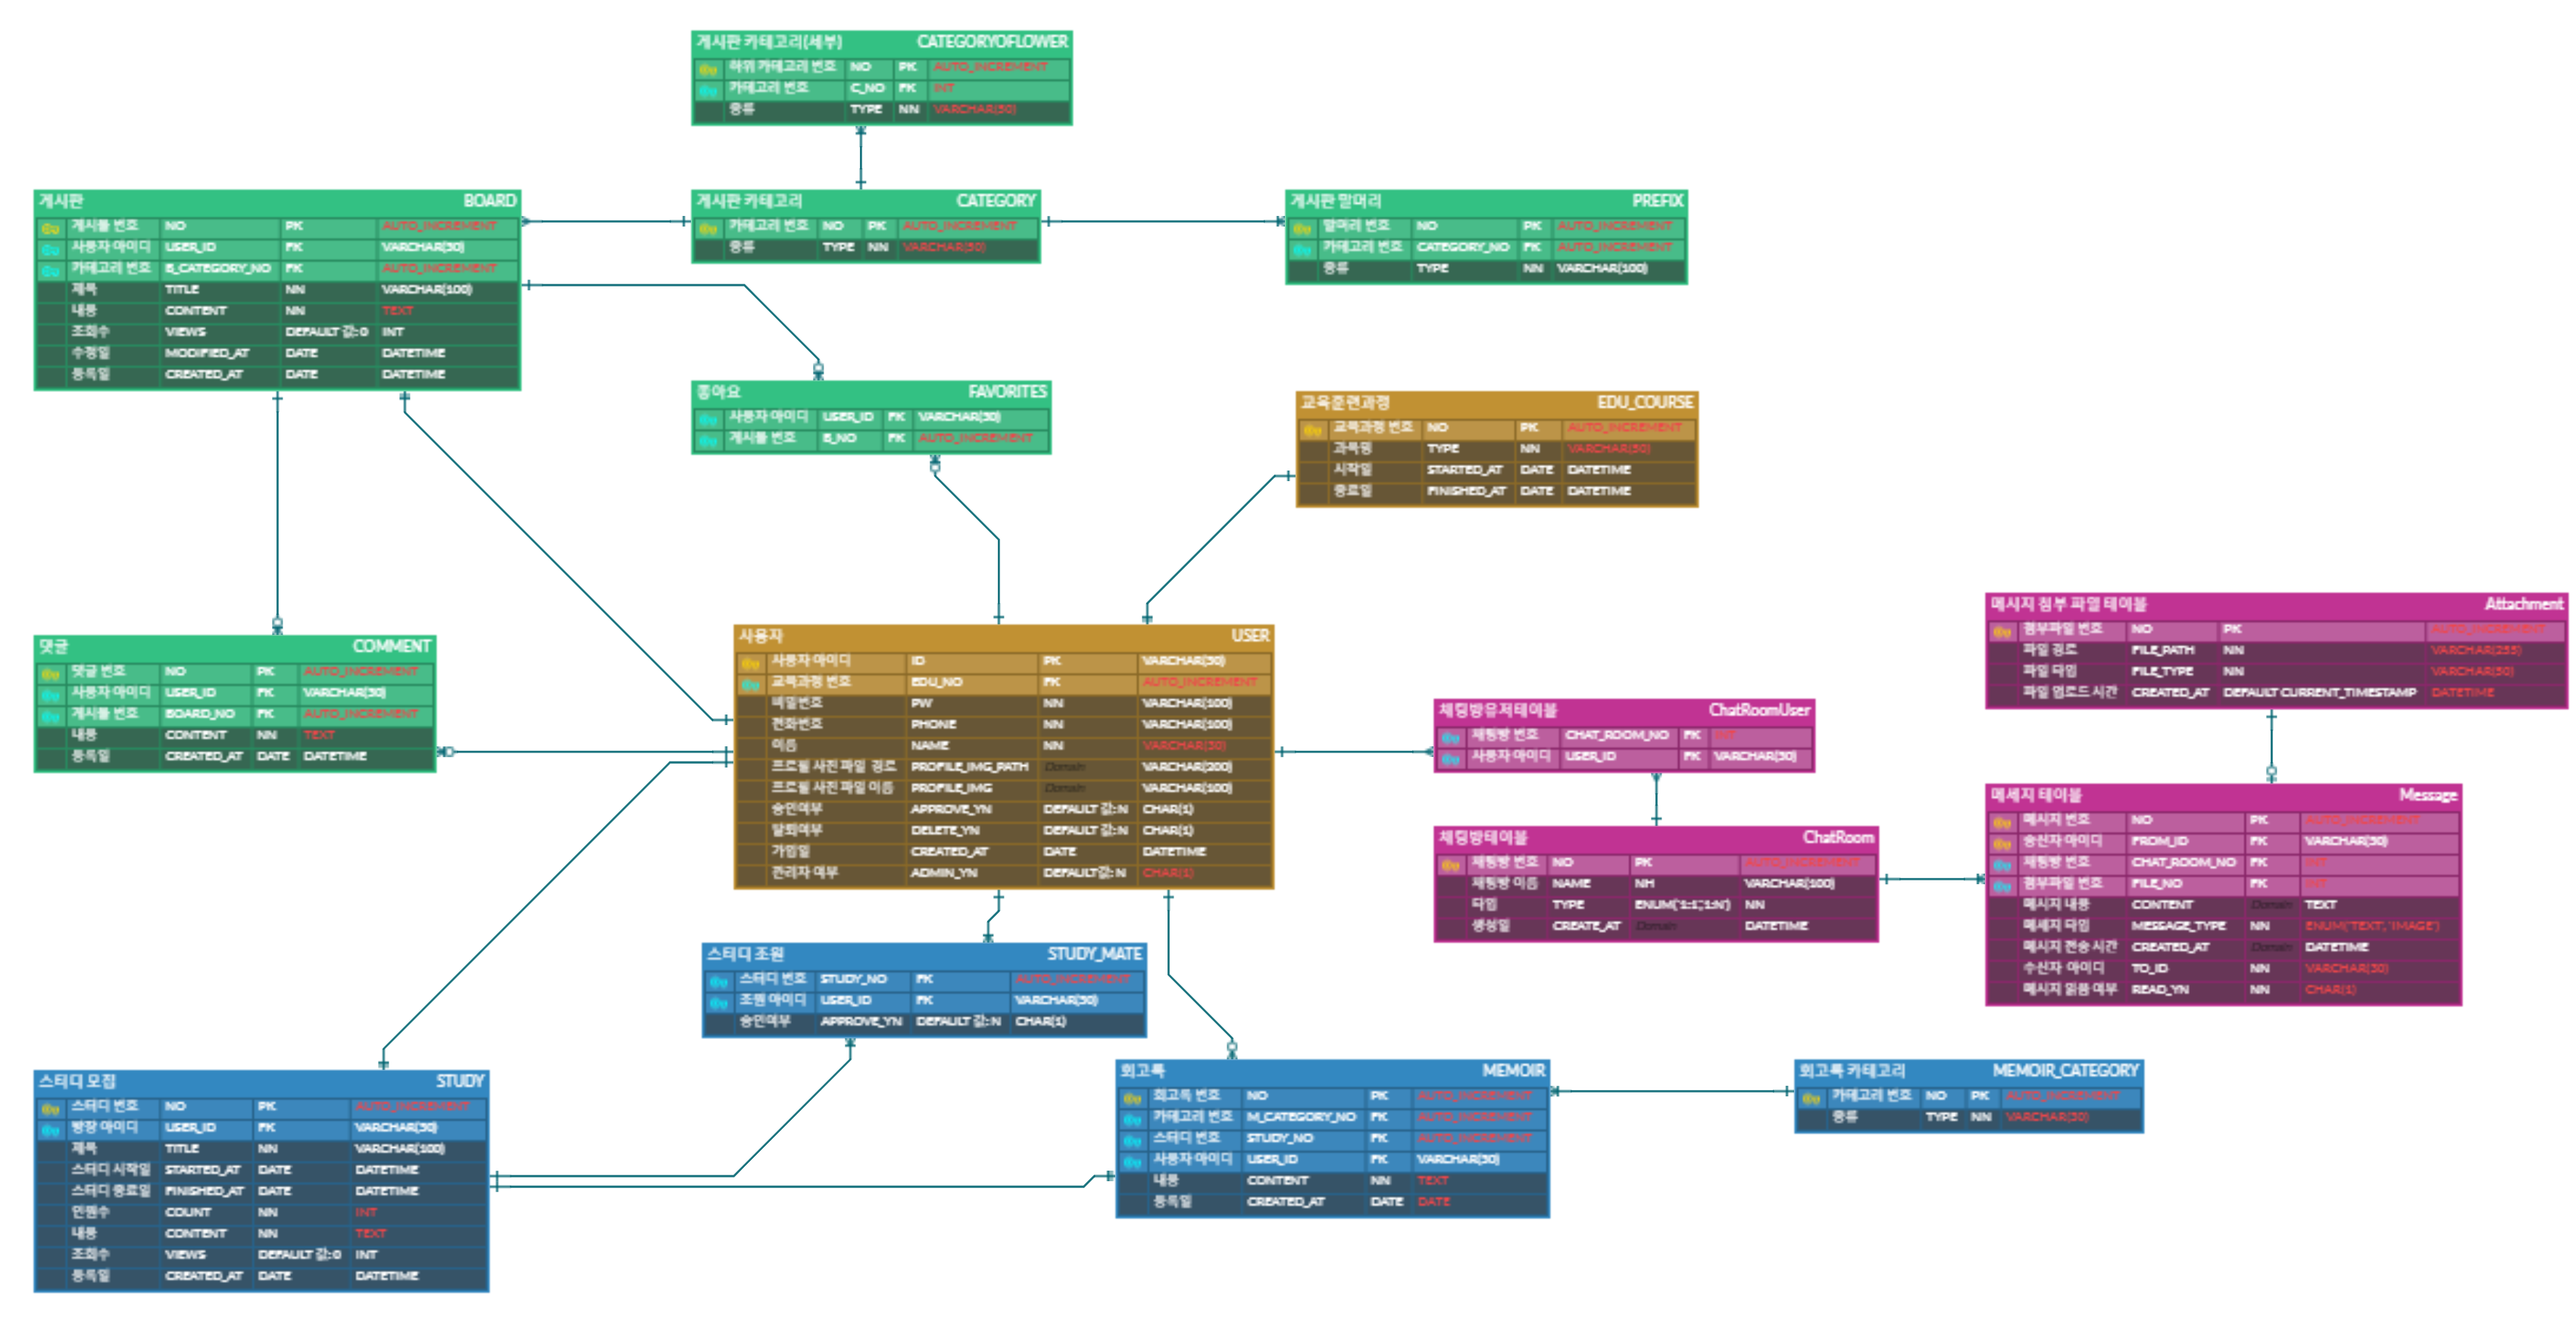 게시판 카테고리(세부) CATEGORYOFLOWER
하위 카테고리 번호 NO PK AUTO_INCREMENT
카테고리 번호 C_NO FK INT
종류 TYPE NN VARCHAR(50)
게시판 BOARD
게시물 번호 NO PK AUTO_INCREMENT
사용자 아이디 USER_ID FK VARCHAR(30)
카테고리 번호 B_CATEGORY_NO FK AUTO_INCREMENT
제목 TITLE NN VARCHAR(100)
내용 CONTENT NN TEXT
조회수 VIEWS DEFAULT 값: 0 INT
수정일 MODIFIED_AT DATE DATETIME
등록일 CREATED_AT DATE DATETIME
게시판 카테고리 CATEGORY
카테고리 번호 NO PK AUTO_INCREMENT
종류 TYPE NN VARCHAR(50)
게시판 말머리 PREFIX
말머리 번호 NO PK AUTO_INCREMENT
카테고리 번호 CATEGORY_NO FK AUTO_INCREMENT
종류 TYPE NN VARCHAR(100)
좋아요 FAVORITES
사용자 아이디 USER_ID FK VARCHAR(30)
게시물 번호 B_NO FK AUTO_INCREMENT
교육훈련과정 EDU_COURSE
교육과정 번호 NO PK AUTO_INCREMENT
과목명 TYPE NN VARCHAR(50)
시작일 STARTED_AT DATE DATETIME
종료일 FINISHED_AT DATE DATETIME
댓글 COMMENT
댓글 번호 NO PK AUTO_INCREMENT
사용자 아이디 USER_ID FK VARCHAR(30)
게시물 번호 BOARD_NO FK AUTO_INCREMENT
내용 CONTENT NN TEXT
등록일 CREATED_AT DATE DATETIME
사용자 USER
사용자 아이디 ID PK VARCHAR(30)
교육과정 번호 EDU_NO FK AUTO_INCREMENT
비밀번호 PW NN VARCHAR(100)
전화번호 PHONE NN VARCHAR(100)
이름 NAME NN VARCHAR(30)
프로필 사진 파일 경로 PROFILE_IMG_PATH Domain VARCHAR(200)
프로필 사진 파일 이름 PROFILE_IMG Domain VARCHAR(100)
승인여부 APPROVE_YN DEFAULT 값: N CHAR(1)
탈퇴여부 DELETE_YN DEFAULT 값: N CHAR(1)
가입일 CREATED_AT DATE DATETIME
관리자 여부 ADMIN_YN DEFAULT값: N CHAR(1)
메시지 첨부 파일 테이블 Attachment
첨부파일 번호 NO PK AUTO_INCREMENT
파일 경로 FILE_PATH NN VARCHAR(255)
파일 타입 FILE_TYPE NN VARCHAR(50)
파일 업로드 시간 CREATED_AT DEFAULT CURRENT_TIMESTAMP DATETIME
채팅방유저테이블 ChatRoomUser
채팅방 번호 CHAT_ROOM_NO FK INT
사용자 아이디 USER_ID FK VARCHAR(30)
채팅방테이블 ChatRoom
채팅방 번호 NO PK AUTO_INCREMENT
채팅방 이름 NAME NH VARCHAR(100)
타입 TYPE ENUM('1:1','1:N') NN
생성일 CREATE_AT Domain DATETIME
메세지 테이블 Message
메시지 번호 NO PK AUTO_INCREMENT
송신자 아이디 FROM_ID FK VARCHAR(30)
채팅방 번호 CHAT_ROOM_NO FK INT
첨부파일 번호 FILE_NO FK INT
메시지 내용 CONTENT Domain TEXT
메세지 타입 MESSAGE_TYPE NN ENUM('TEXT', 'IMAGE')
메시지 전송 시간 CREATED_AT Domain DATETIME
수신자 아이디 TO_ID NN VARCHAR(30)
메시지 읽음 여부 READ_YN NN CHAR(1)
스터디 조원 STUDY_MATE
스터디 번호 STUDY_NO FK AUTO_INCREMENT
조원 아이디 USER_ID FK VARCHAR(30)
승인여부 APPROVE_YN DEFAULT 값: N CHAR(1)
스터디 모집 STUDY
스터디 번호 NO PK AUTO_INCREMENT
방장 아이디 USER_ID FK VARCHAR(30)
제목 TITLE NN VARCHAR(100)
스터디 시작일 STARTED_AT DATE DATETIME
스터디 종료일 FINISHED_AT DATE DATETIME
인원수 COUNT NN INT
내용 CONTENT NN TEXT
조회수 VIEWS DEFAULT 값: 0 INT
등록일 CREATED_AT DATE DATETIME
회고록 MEMOIR
회고록 번호 NO PK AUTO_INCREMENT
카테고리 번호 M_CATEGORY_NO FK AUTO_INCREMENT
스터디 번호 STUDY_NO FK AUTO_INCREMENT
사용자 아이디 USER_ID FK VARCHAR(30)
내용 CONTENT NN TEXT
등록일 CREATED_AT DATE DATE
회고록 카테고리 MEMOIR_CATEGORY
카테고리 번호 NO PK AUTO_INCREMENT
종류 TYPE NN VARCHAR(30)